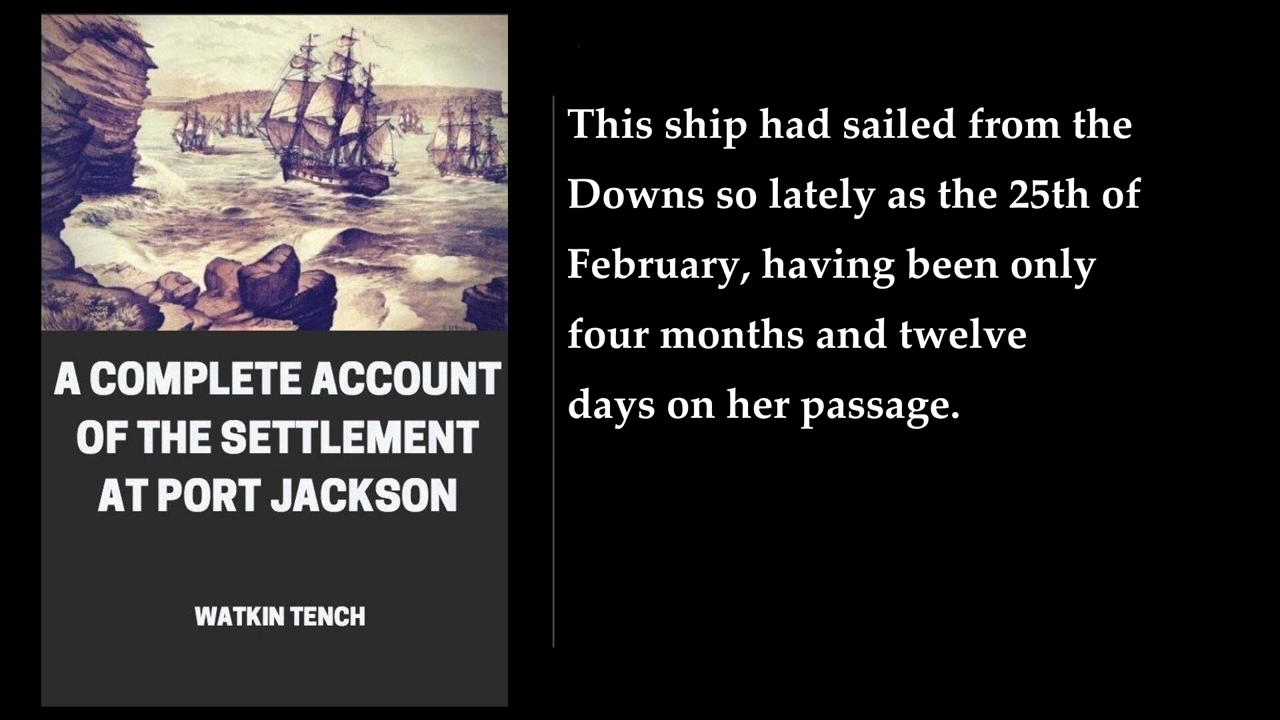 A COMPLETE ACCOUNT
OF THE SETTLEMENT
AT PORT JACKSON
WATKIN TENCH
This ship had sailed from the
Downs so lately as the 25th of
February, having been only
four months and twelve
days on her passage.